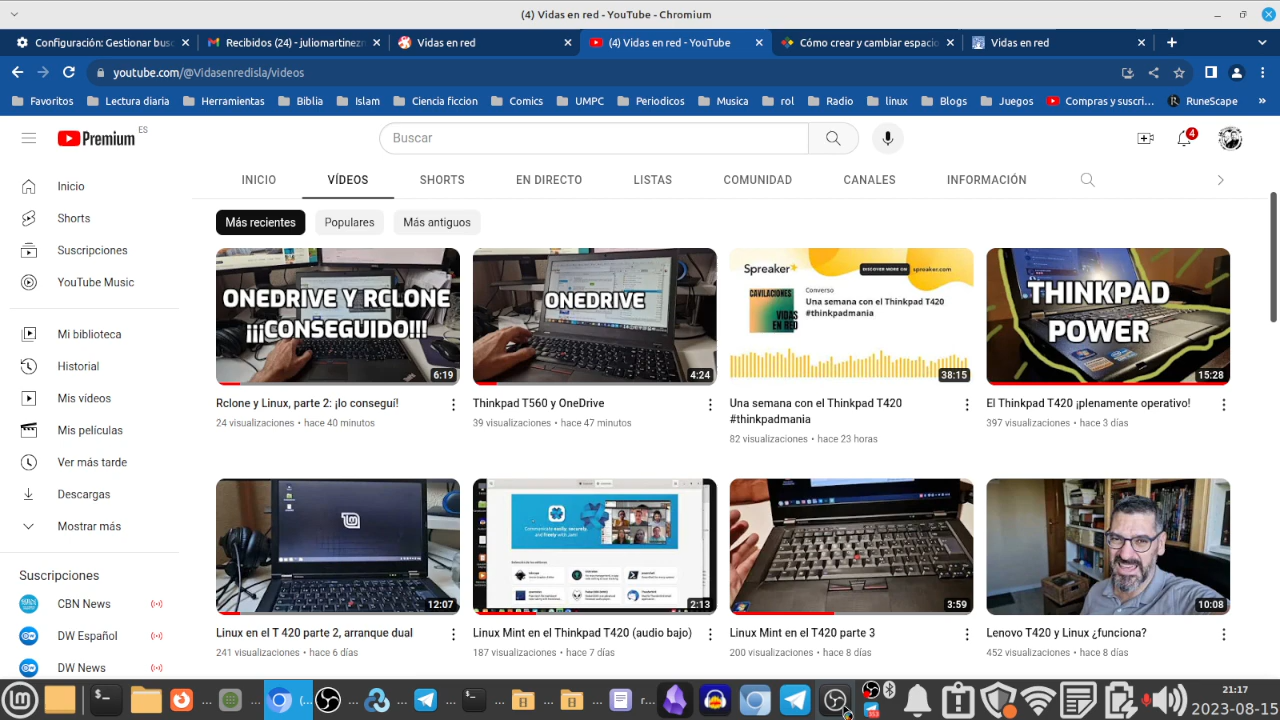 (4) Vidas en red - YouTube - Chromium
Configuración: Gestionar busc
Recibidos (24) - juliomartinezn
Vidas en red
(4) Vidas en red - YouTube
Cómo crear y cambiar espacio
Vidas en red
youtube.com/@Vidasenredisla/videos
Favoritos
Lectura diaria
Herramientas
Biblia
Islam
Ciencia ficcion
Comics
UMPC
Periodicos
Musica
rol
Radio
linux
Blogs
Juegos
Compras y suscri...
RuneScape
»
Premium
ES
Buscar
4
INICIO
VÍDEOS
SHORTS
EN DIRECTO
LISTAS
COMUNIDAD
CANALES
INFORMACIÓN
Inicio
Shorts
Suscripciones
YouTube Music
Mi biblioteca
Historial
Mis vídeos
Mis películas
Ver más tarde
Descargas
Mostrar más
Suscripciones
CBN News
DW Español
DW News
Más recientes
Populares
Más antiguos
ONEDRIVE Y RCLONE
¡¡¡CONSEGUIDO!!!
6:19
Rclone y Linux, parte 2: ¡lo conseguí!
24 visualizaciones • hace 40 minutos
ONEDRIVE
4:24
Thinkpad T560 y OneDrive
39 visualizaciones • hace 47 minutos
Spreaker
DISCOVER MORE ON
spreaker.com
CAVILACIONES
VIDAS
EN RED
Converso
Una semana con el Thinkpad T420
#thinkpadmania
38:15
Una semana con el Thinkpad T420
#thinkpadmania
82 visualizaciones • hace 23 horas
THINKPAD
POWER
15:28
El Thinkpad T420 ¡plenamente operativo!
397 visualizaciones • hace 3 días
12:07
Linux en el T 420 parte 2, arranque dual
241 visualizaciones • hace 6 días
2:13
Linux Mint en el Thinkpad T420 (audio bajo)
187 visualizaciones • hace 7 días
3:59
Linux Mint en el T420 parte 3
200 visualizaciones • hace 8 días
10:08
Lenovo T420 y Linux ¿funciona?
452 visualizaciones • hace 8 días
21:17
2023-08-15